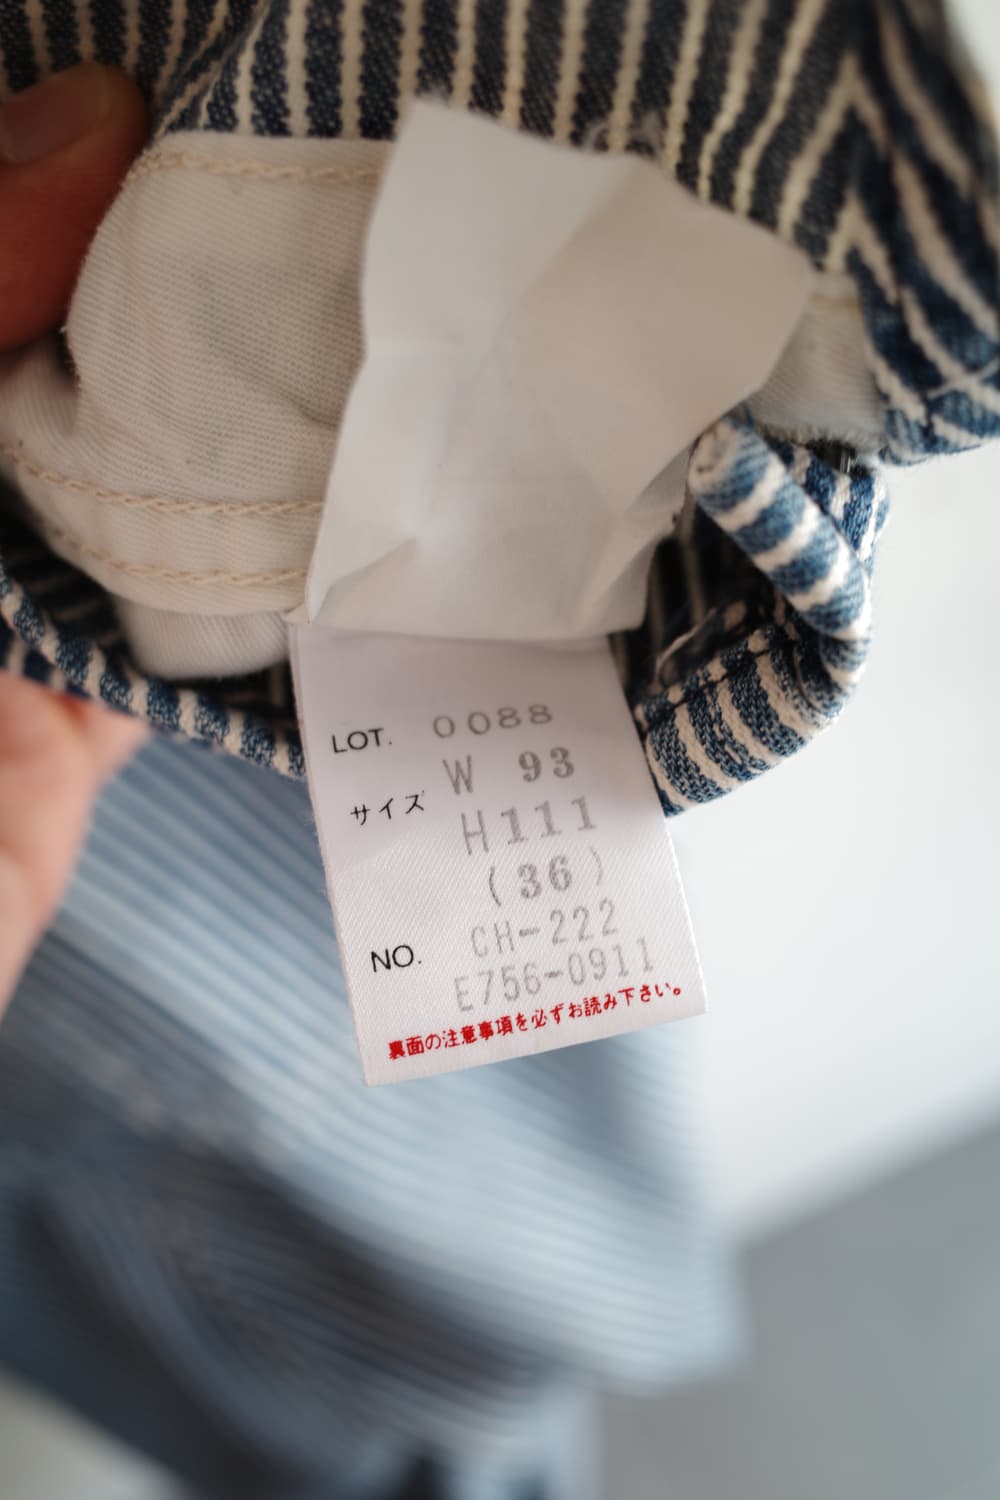 LOT. 0088
W 93
サイズ H111
(36)
NO. CH-222
E756-0911
裏面の注意事項を必ずお読み下さい。